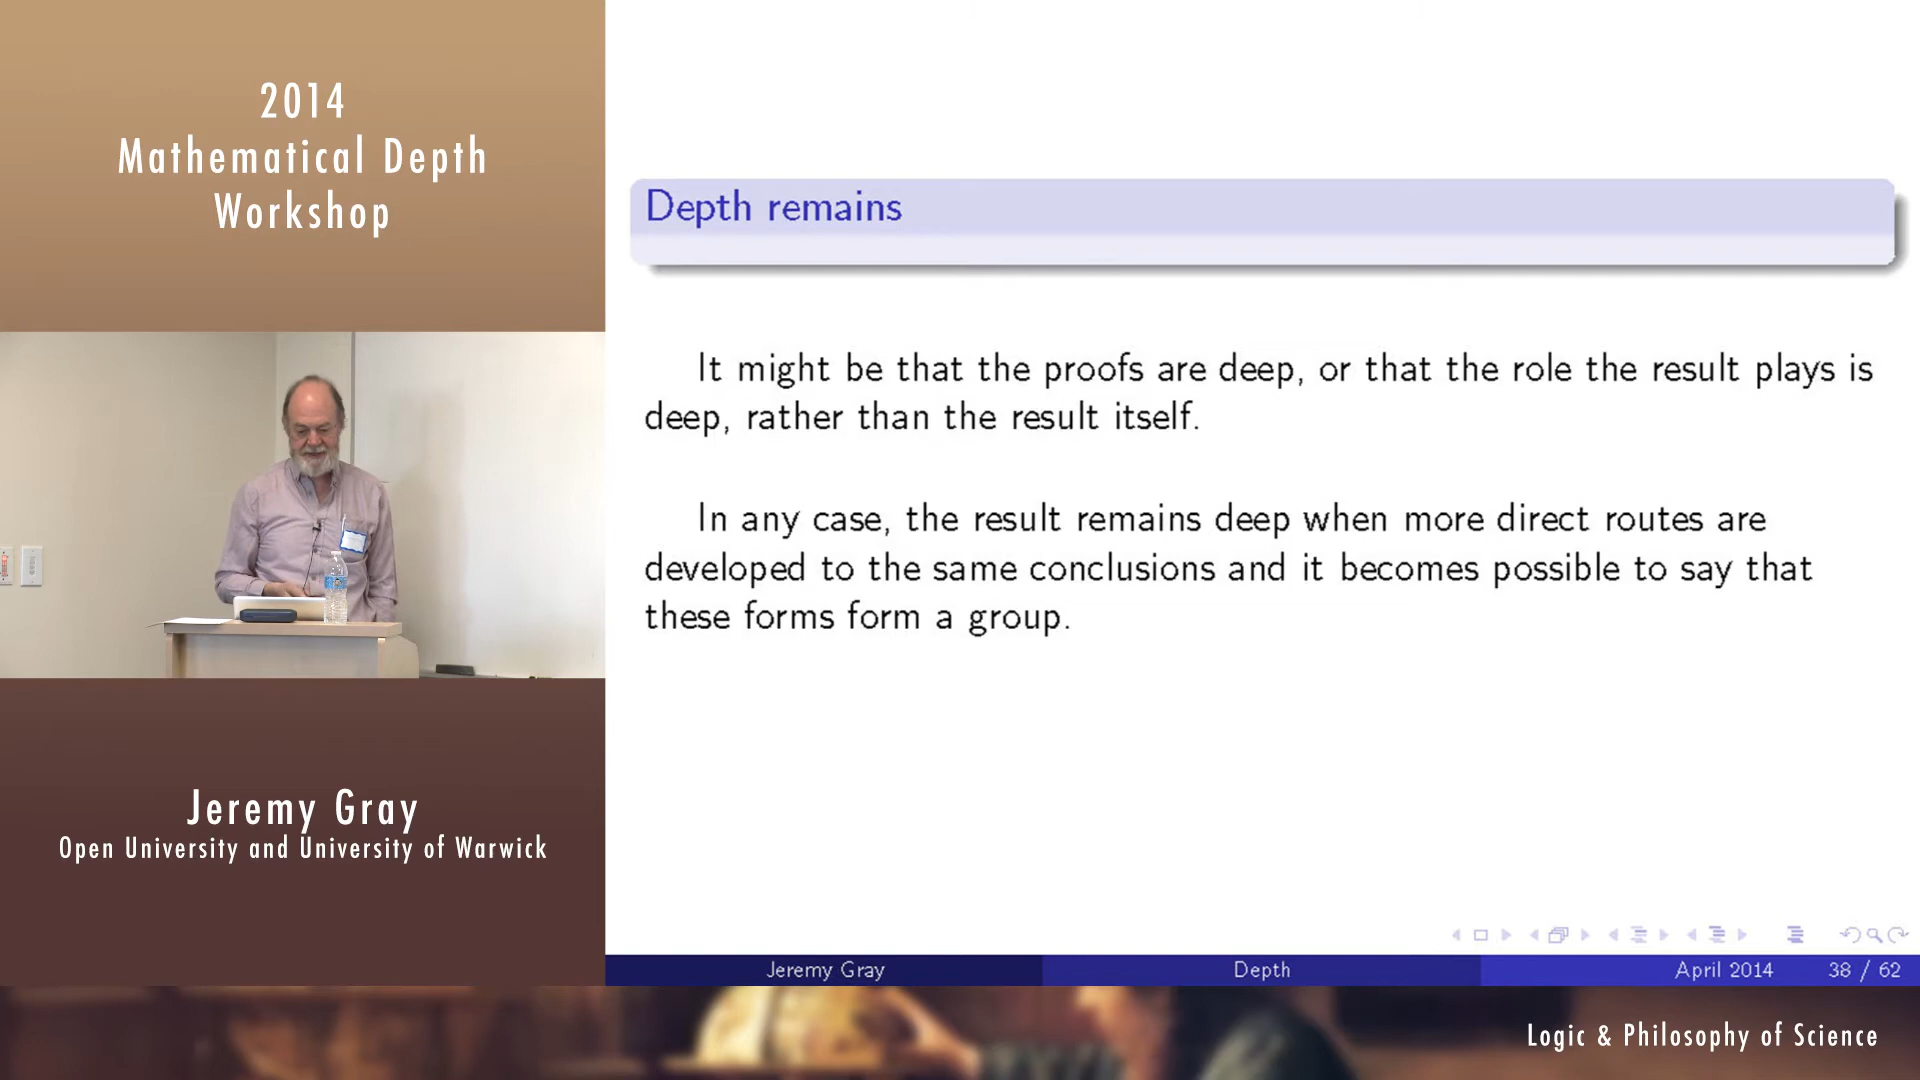 2014
Mathematical Depth
Workshop
Jeremy Gray
Open University and University of Warwick
Depth remains
It might be that the proofs are deep, or that the role the result plays is
deep, rather than the result itself.
In any case, the result remains deep when more direct routes are
developed to the same conclusions and it becomes possible to say that
these forms form a group.
Jeremy Gray
Depth
April 2014
38 / 62
Logic & Philosophy of Science